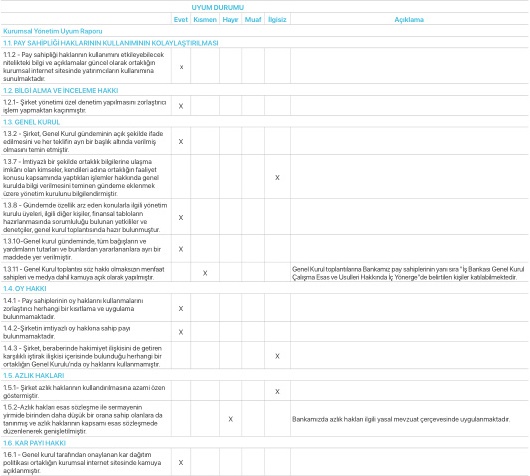 UYUM DURUMU
Evet Kısmen Hayır Muaf İlgisiz Açıklama
Kurumsal Yönetim Uyum Raporu
1.1. PAY SAHİPLİĞİ HAKLARININ KULLANIMININ KOLAYLAŞTIRILMASI
1.1.2 - Pay sahipliği haklarının kullanımını etkileyebilecek
nitelikteki bilgi ve açıklamalar güncel olarak ortaklığın
kurumsal internet sitesinde yatırımcıların kullanımına
sunulmaktadır.
X
1.2. BİLGİ ALMA VE İNCELEME HAKKI
1.2.1- Şirket yönetimi özel denetim yapılmasını zorlaştırıcı
işlem yapmaktan kaçınmıştır.
X
1.3. GENEL KURUL
1.3.2 - Şirket, Genel Kurul gündeminin açık şekilde ifade
edilmesini ve her teklifin ayrı bir başlık altında verilmiş
olmasını temin etmiştir.
X
1.3.7 - İmtiyazlı bir şekilde ortaklık bilgilerine ulaşma
imkânı olan kimseler, kendileri adına ortaklığın faaliyet
konusu kapsamında yaptıkları işlemler hakkında genel
kurulda bilgi verilmesini teminen gündeme eklenmek
üzere yönetim kurulunu bilgilendirmiştir.
X
1.3.8 - Gündemde özellik arz eden konularla ilgili yönetim
kurulu üyeleri, ilgili diğer kişiler, finansal tabloların
hazırlanmasında sorumluluğu bulunan yetkililer ve
denetçiler, genel kurul toplantısında hazır bulunmuştur.
X
1.3.10-Genel kurul gündeminde, tüm bağışların ve
yardımların tutarları ve bunlardan yararlananlara ayrı bir
maddede yer verilmiştir.
X
1.3.11 - Genel Kurul toplantısı söz hakkı olmaksızın menfaat
sahipleri ve medya dahil kamuya açık olarak yapılmıştır.
X
Genel Kurul toplantılarına Bankamız pay sahiplerinin yanı sıra "İş Bankası Genel Kurul
Çalışma Esas ve Usulleri Hakkında İç Yönerge"de belirtilen kişiler katılabilmektedir.
1.4. OY HAKKI
1.4.1 - Pay sahiplerinin oy haklarını kullanmalarını
zorlaştırıcı herhangi bir kısıtlama ve uygulama
bulunmamaktadır.
X
1.4.2-Şirketin imtiyazlı oy hakkına sahip payı
bulunmamaktadır.
X
1.4.3 - Şirket, beraberinde hakimiyet ilişkisini de getiren
karşılıklı iştirak ilişkisi içerisinde bulunduğu herhangi bir
ortaklığın Genel Kurulu'nda oy haklarını kullanmamıştır.
X
1.5. AZLIK HAKLARI
1.5.1- Şirket azlık haklarının kullandırılmasına azami özen
göstermiştir.
X
1.5.2-Azlık hakları esas sözleşme ile sermayenin
yirmide birinden daha düşük bir orana sahip olanlara da
tanınmış ve azlık haklarının kapsamı esas sözleşmede
düzenlenerek genişletilmiştir.
X
Bankamızda azlık hakları ilgili yasal mevzuat çerçevesinde uygulanmaktadır.
1.6. KAR PAYI HAKKI
1.6.1 - Genel kurul tarafından onaylanan kar dağıtım
politikası ortaklığın kurumsal internet sitesinde kamuya
açıklanmıştır.
X